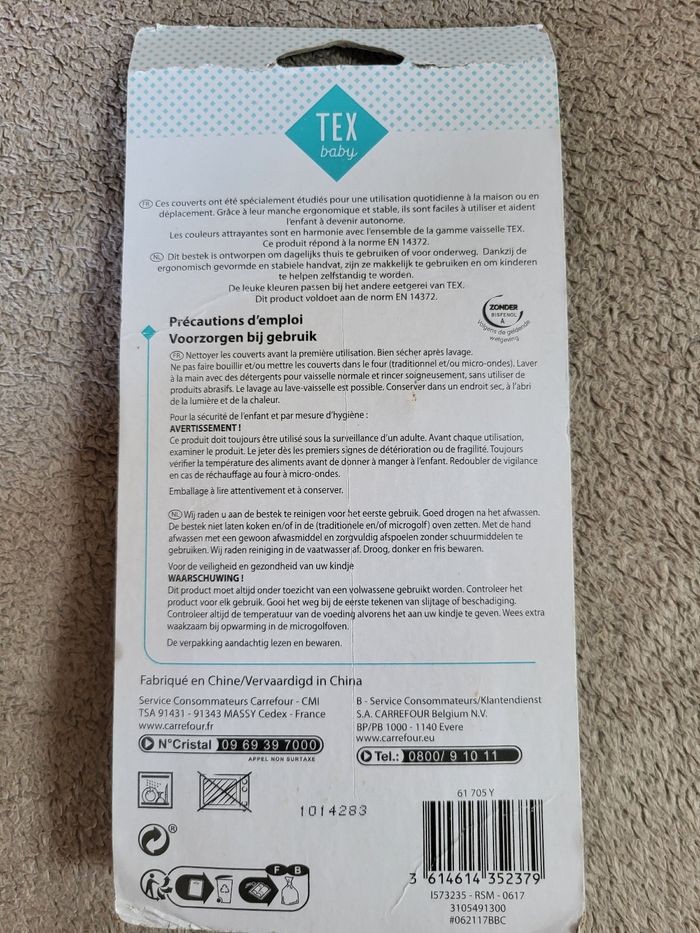 TEX
baby
FR Ces couverts ont été spécialement étudiés pour une utilisation quotidienne à la maison ou en
déplacement. Grâce à leur manche ergonomique et stable, ils sont faciles à utiliser et aident
l'enfant à devenir autonome.
Les couleurs attrayantes sont en harmonie avec l'ensemble de la gamme vaisselle TEX.
Ce produit répond à la norme EN 14372.
NL Dit bestek is ontworpen om dagelijks thuis te gebruiken of voor onderweg. Dankzij de
ergonomisch gevormde en stabiele handvat, zijn ze makkelijk te gebruiken en om kinderen
te helpen zelfstandig te worden.
De leuke kleuren passen bij het andere eetgerei van TEX.
Dit product voldoet aan de norm EN 14372.
ZONDER
BISFENOL
A
Volgens de geldende
wetgeving
Précautions d'emploi
Voorzorgen bij gebruik
FR Nettoyer les couverts avant la première utilisation. Bien sécher après lavage.
Ne pas faire bouillir et/ou mettre les couverts dans le four (traditionnel et/ou micro-ondes). Laver
à la main avec des détergents pour vaisselle normale et rincer soigneusement, sans utiliser de
produits abrasifs. Le lavage au lave-vaisselle est possible. Conserver dans un endroit sec, à l'abri
de la lumière et de la chaleur.
Pour la sécurité de l'enfant et par mesure d'hygiène :
AVERTISSEMENT !
Ce produit doit toujours être utilisé sous la surveillance d'un adulte. Avant chaque utilisation,
examiner le produit. Le jeter dès les premiers signes de détérioration ou de fragilité. Toujours
vérifier la température des aliments avant de donner à manger à l'enfant. Redoubler de vigilance
en cas de réchauffage au four à micro-ondes.
Emballage à lire attentivement et à conserver.
NL Wij raden u aan de bestek te reinigen voor het eerste gebruik. Goed drogen na het afwassen.
De bestek niet laten koken en/of in de (traditionele en/of microgolf) oven zetten. Met de hand
afwassen met een gewoon afwasmiddel en zorgvuldig afspoelen zonder schuurmiddelen te
gebruiken. Wij raden reiniging in de vaatwasser af. Droog, donker en fris bewaren.
Voor de veiligheid en gezondheid van uw kindje
WAARSCHUWING !
Dit product moet altijd onder toezicht van een volwassene gebruikt worden. Controleer het
product voor elk gebruik. Gooi het weg bij de eerste tekenen van slijtage of beschadiging.
Controleer altijd de temperatuur van de voeding alvorens het aan uw kindje te geven. Wees extra
waakzaam bij opwarming in de microgolfoven.
De verpakking aandachtig lezen en bewaren.
Fabriqué en Chine/Vervaardigd in China
Service Consommateurs Carrefour - CMI
TSA 91431 - 91343 MASSY Cedex - France
www.carrefour.fr
N°Cristal 09 69 39 7000
APPEL NON SURTAXE
B - Service Consommateurs/Klantendienst
S.A. CARREFOUR Belgium N.V.
BP/PB 1000 - 1140 Evere
www.carrefour.eu
Tel.: 0800/ 9 10 11
1014283
61 705 Y
3 614614 352379
I573235 - RSM - 0617
3105491300
#062117BBC
®
F B